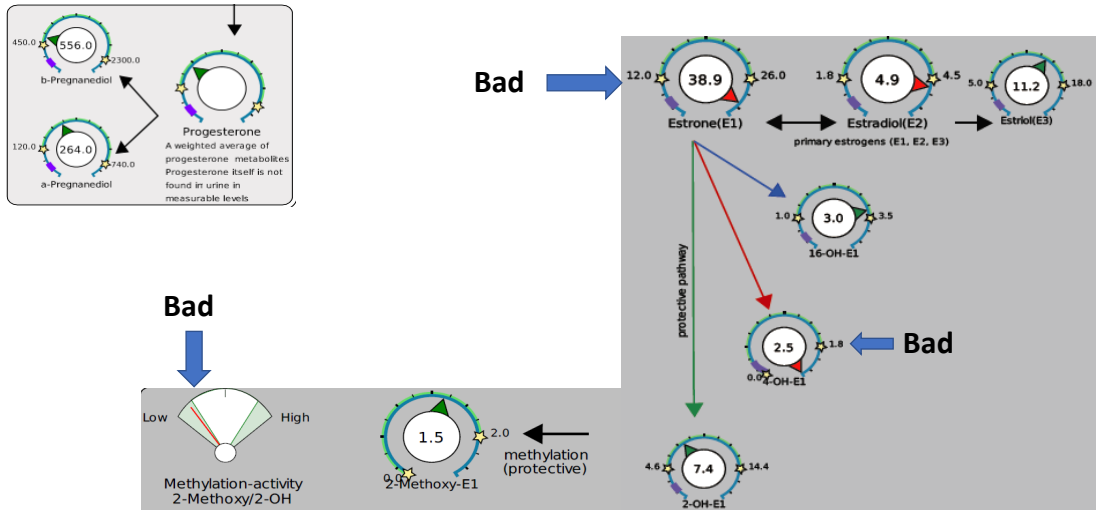 450.0
556.0
2300.0
b-Pregnanediol
120.0
264.0
740.0
a-Pregnanediol
Progesterone
A weighted average of
progesterone metabolites
Progesterone itself is not
found in urine in
measurable levels
Bad
12.0
38.9
26.0
Estrone(E1)
1.8
4.9
4.5
Estradiol(E2)
5.0
11.2
18.0
Estriol(E3)
primary estrogens (E1, E2, E3)
1.0
3.0
3.5
16-OH-E1
protective pathway
2.5
1.8
0.0
4-OH-E1
Bad
4.6
7.4
14.4
2-OH-E1
Bad
Low
High
Methylation-activity
2-Methoxy/2-OH
1.5
2.0
0.0
2-Methoxy-E1
methylation
(protective)